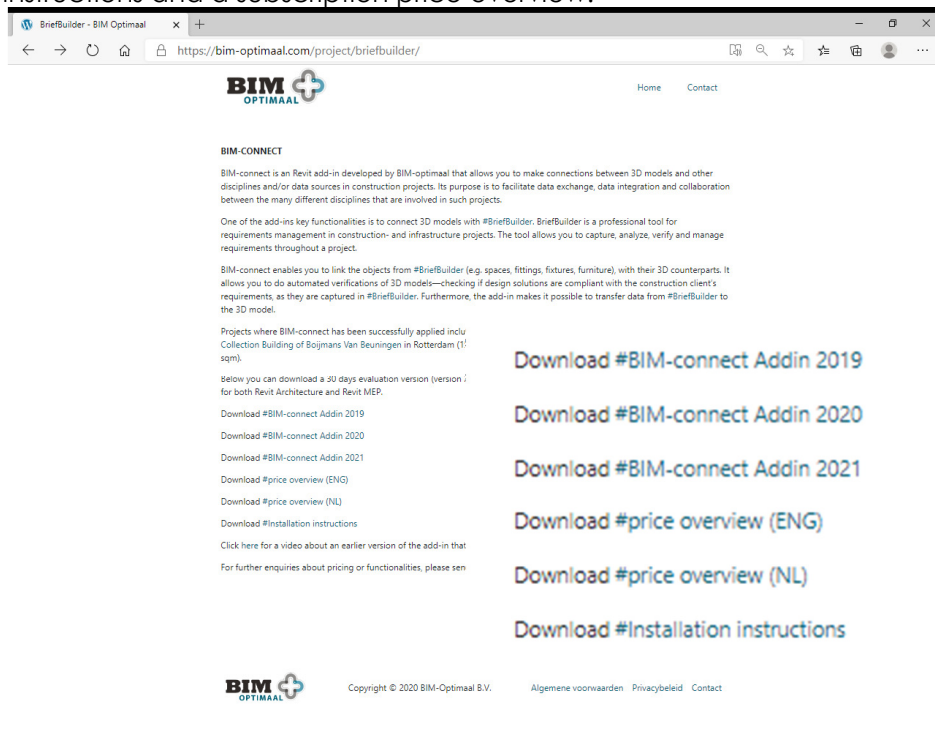 instructions and a subscription price overview.
BriefBuilder - BIM Optimaal
https://bim-optimaal.com/project/briefbuilder/
BIM
OPTIMAAL
Home Contact
BIM-CONNECT
BIM-connect is an Revit add-in developed by BIM-optimaal that allows you to make connections between 3D models and other
disciplines and/or data sources in construction projects. Its purpose is to facilitate data exchange, data integration and collaboration
between the many different disciplines that are involved in such projects.
One of the add-ins key functionalities is to connect 3D models with #BriefBuilder. BriefBuilder is a professional tool for
requirements management in construction- and infrastructure projects. The tool allows you to capture, analyze, verify and manage
requirements throughout a project.
BIM-connect enables you to link the objects from #BriefBuilder (e.g. spaces, fittings, fixtures, furniture), with their 3D counterparts. It
allows you to do automated verifications of 3D models—checking if design solutions are compliant with the construction client's
requirements, as they are captured in #BriefBuilder. Furthermore, the add-in makes it possible to transfer data from #BriefBuilder to
the 3D model.
Projects where BIM-connect has been successfully applied inclu
Collection Building of Boijmans Van Beuningen in Rotterdam (1
sqm).
Below you can download a 30 days evaluation version (version
for both Revit Architecture and Revit MEP.
Download #BIM-connect Addin 2019
Download #BIM-connect Addin 2020
Download #BIM-connect Addin 2021
Download #price overview (ENG)
Download #price overview (NL)
Download #Installation instructions
Click here for a video about an earlier version of the add-in that
For further enquiries about pricing or functionalities, please sen
Download #BIM-connect Addin 2019
Download #BIM-connect Addin 2020
Download #BIM-connect Addin 2021
Download #price overview (ENG)
Download #price overview (NL)
Download #Installation instructions
BIM
OPTIMAAL
Copyright © 2020 BIM-Optimaal B.V. Algemene voorwaarden Privacybeleid Contact